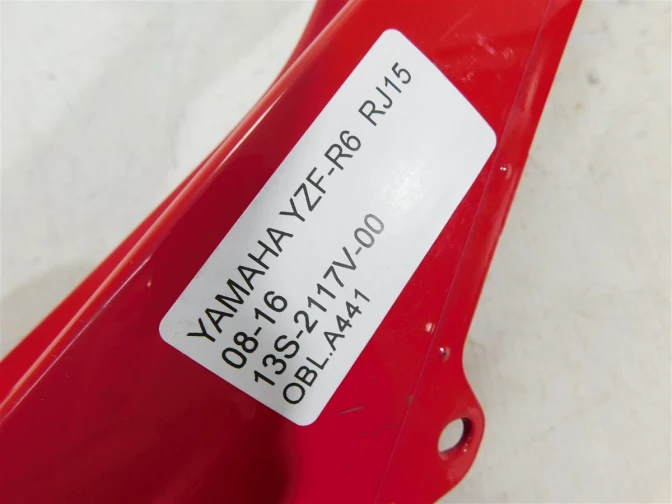 YAMAHA YZF-R6 RJ15
08-16
13S-2117V-00
OBL.A441